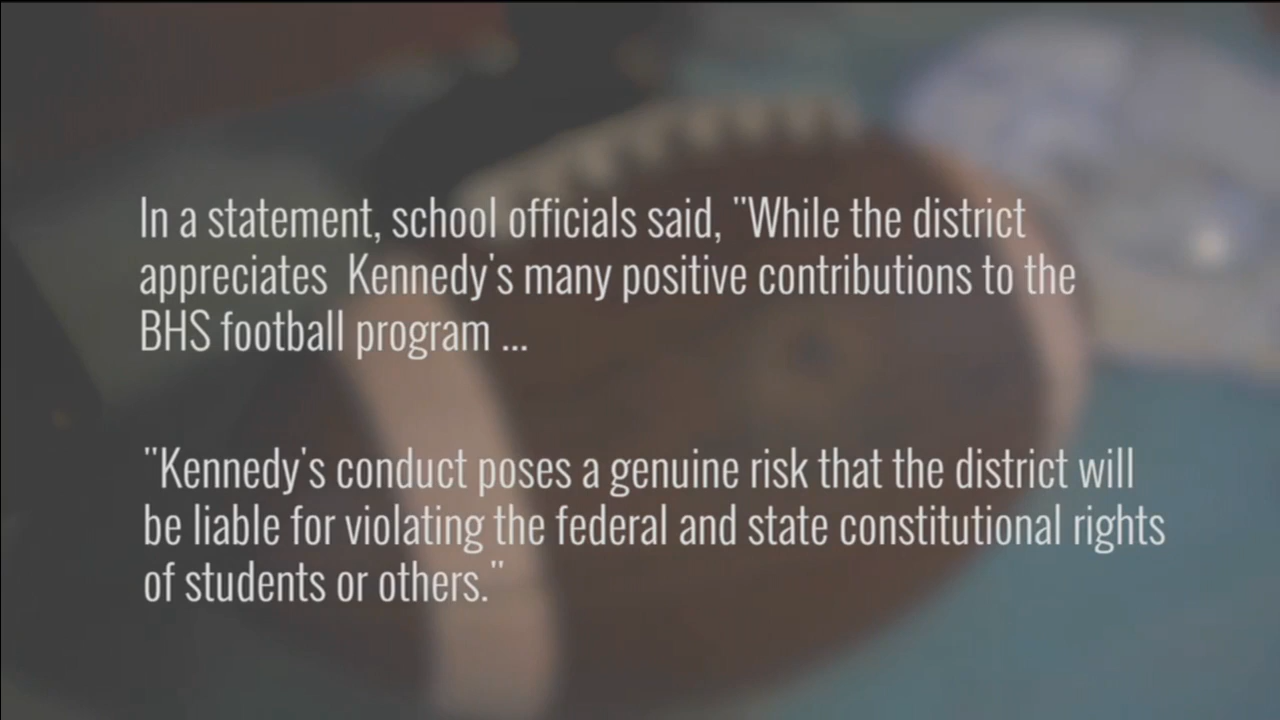 In a statement, school officials said, "While the district
appreciates  Kennedy's many positive contributions to the
BHS football program ...
"Kennedy's conduct poses a genuine risk that the district will
be liable for violating the federal and state constitutional rights
of students or others."